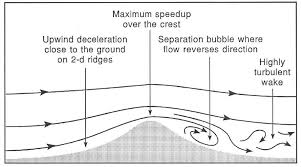 Maximum speedup
over the crest
Upwind deceleration
close to the ground
on 2-d ridges
Separation bubble where
flow reverses direction
Highly
turbulent
wake